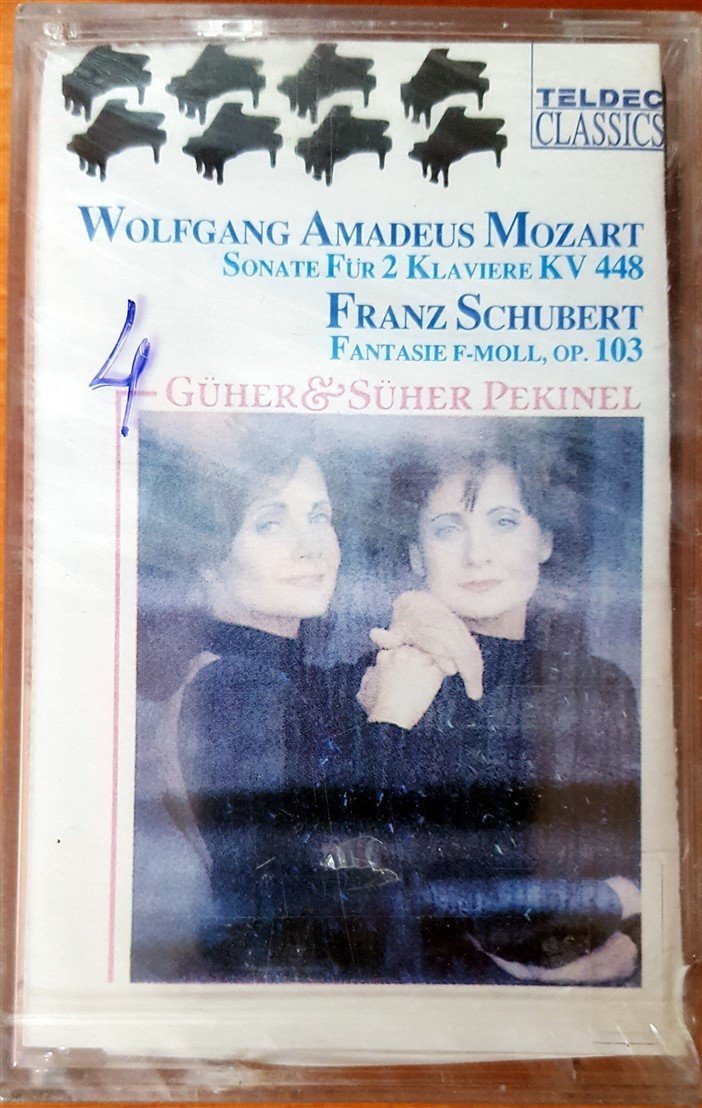 TELDEC
CLASSICS
WOLFGANG AMADEUS MOZART
SONATE FÜR 2 KLAVIERE KV 448
FRANZ SCHUBERT
FANTASIE F-MOLL, OP. 103
4
GÜHER & SÜHER PEKINEL